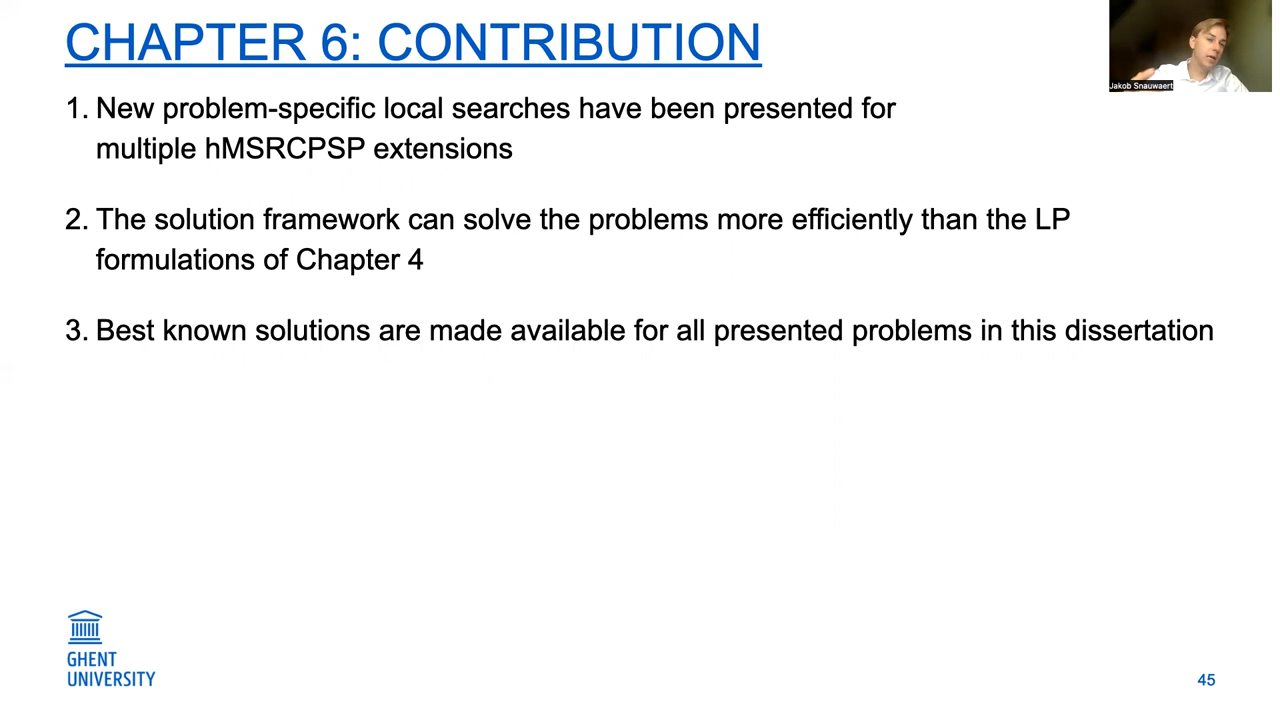 CHAPTER 6: CONTRIBUTION
Jakob Snauwaert
1. New problem-specific local searches have been presented for
multiple hMSRCPSP extensions
2. The solution framework can solve the problems more efficiently than the LP
formulations of Chapter 4
3. Best known solutions are made available for all presented problems in this dissertation
GHENT
UNIVERSITY
45